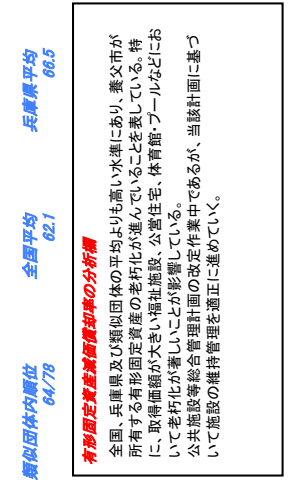 類似団体内順位 全国平均 兵庫県平均
64/78 62.1 66.5
有形固定資産減価償却率の分析欄
全国、兵庫県及び類似団体の平均よりも高い水準にあり、養父市が
所有する有形固定資産の老朽化が進んでいることを表している。特
に、取得価額が大きい福祉施設、公営住宅、体育館・プールなどにお
いて老朽化が著しいことが影響している。
公共施設等総合管理計画の改定作業中であるが、当該計画に基づ
いて施設の維持管理を適正に進めていく。